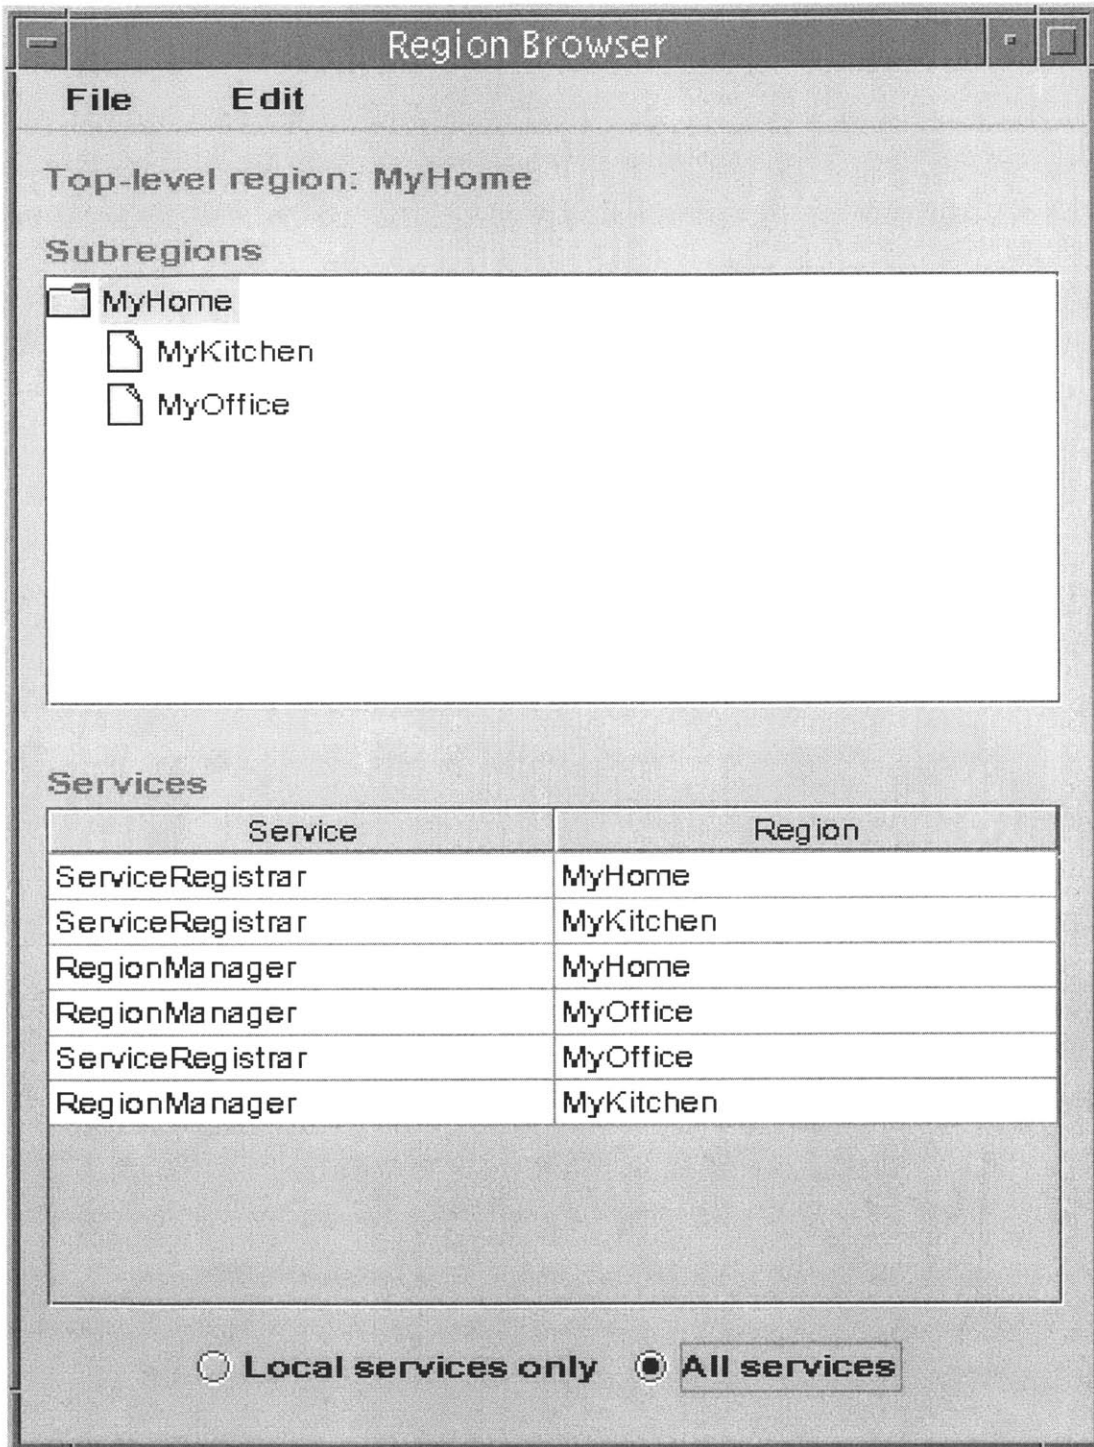 Region Browser
File Edit
Top-level region: MyHome
Subregions
MyHome
MyKitchen
MyOffice
Services
Service Region
ServiceRegistrar MyHome
ServiceRegistrar MyKitchen
RegionManager MyHome
RegionManager MyOffice
ServiceRegistrar MyOffice
RegionManager MyKitchen
Local services only All services